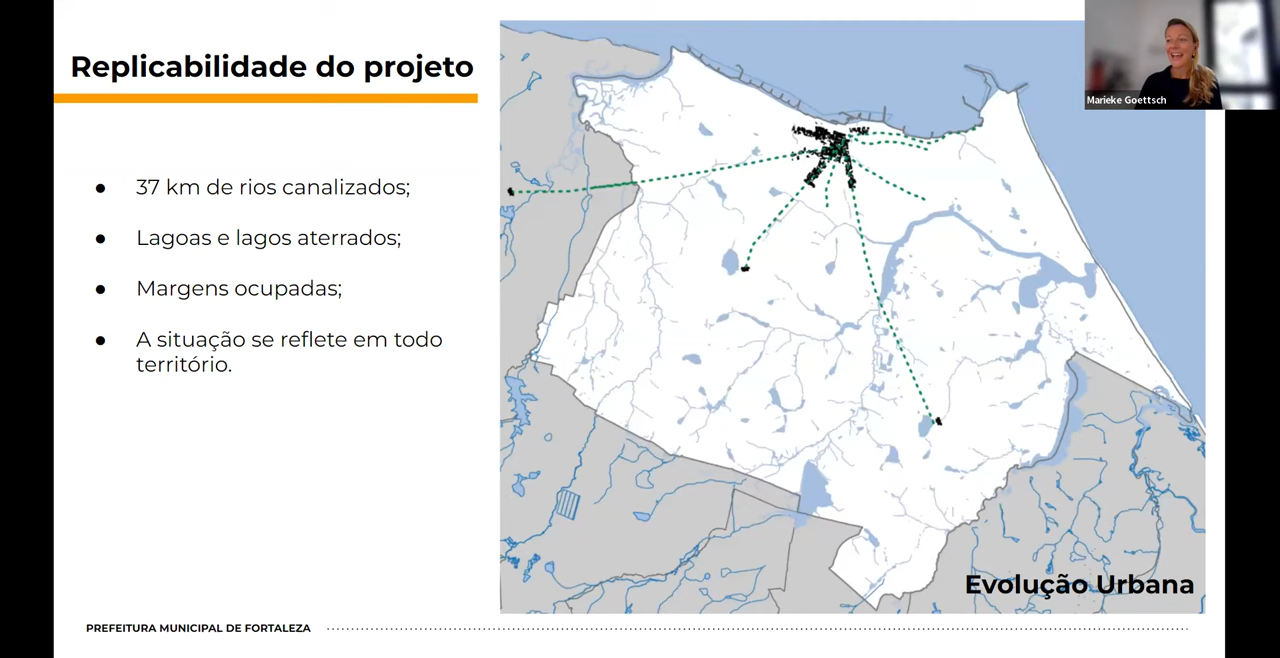 Replicabilidade do projeto
● 37 km de rios canalizados;
● Lagoas e lagos aterrados;
● Margens ocupadas;
● A situação se reflete em todo
território.
Marieke Goettsch
Evolução Urbana
PREFEITURA MUNICIPAL DE FORTALEZA